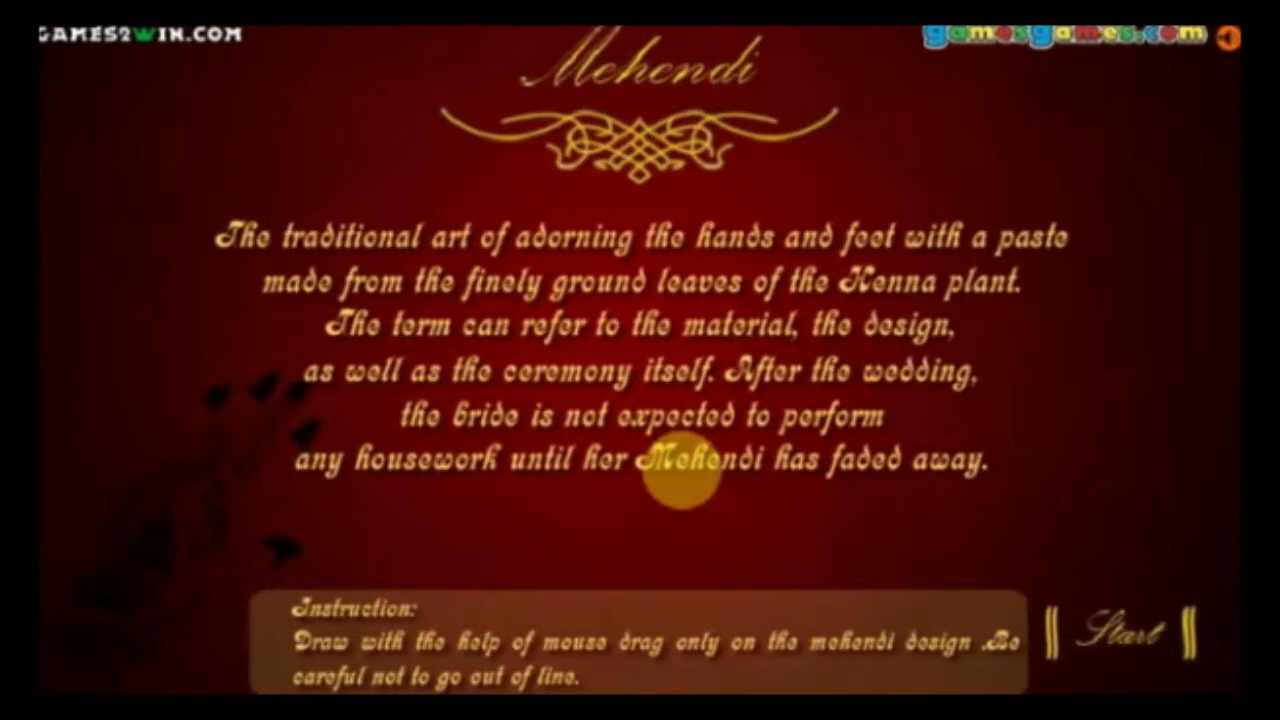 GAMES2WIN.COM
gamesgames.com
Mehendi
The traditional art of adorning the hands and feet with a paste
made from the finely ground leaves of the Henna plant.
The term can refer to the material, the design,
as well as the ceremony itself. After the wedding,
the bride is not expected to perform
any housework until her Mehendi has faded away.
Instruction:
Draw with the help of mouse drag only on the mehendi design .Be
careful not to go out of line.
Start